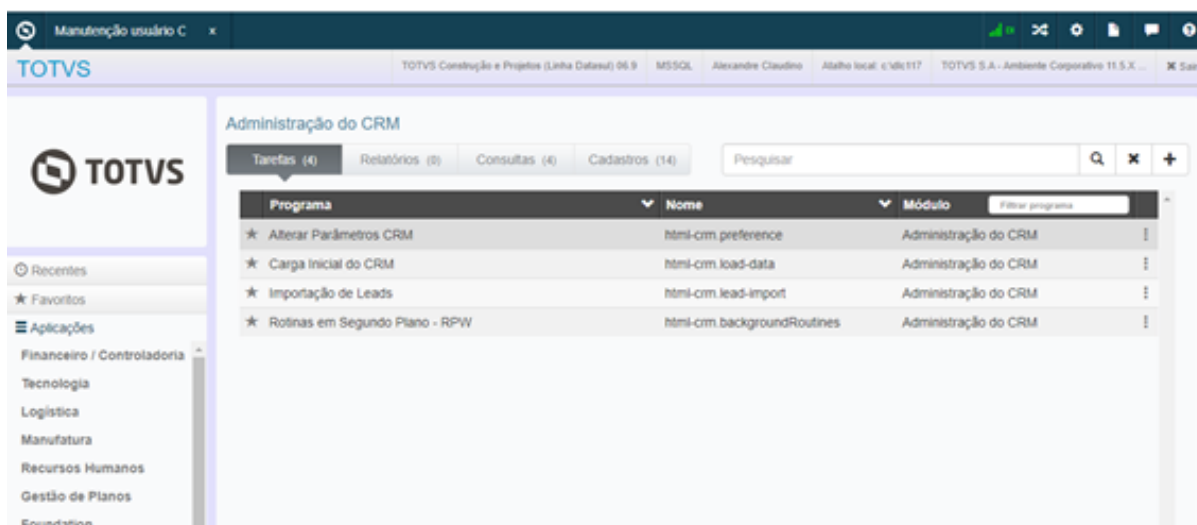 Manutenção usuário C x
TOTVS
TOTVS Construção e Projetos (Linha Datasul) 06.9 MSSQL Alexandre Claudino Atalho local: c:\dlc117 TOTVS S.A - Ambiente Corporativo 11.5.X ... Sair
TOTVS
Administração do CRM
Tarefas (4) Relatórios (0) Consultas (4) Cadastros (14) Pesquisar
Programa Nome Módulo Filtrar programa
Alterar Parâmetros CRM html-crm.preference Administração do CRM
Carga Inicial do CRM html-crm.load-data Administração do CRM
Importação de Leads html-crm.lead-import Administração do CRM
Rotinas em Segundo Plano - RPW html-crm.backgroundRoutines Administração do CRM
Recentes
Favoritos
Aplicações
Financeiro / Controladoria
Tecnologia
Logística
Manufatura
Recursos Humanos
Gestão de Planos
Foundation